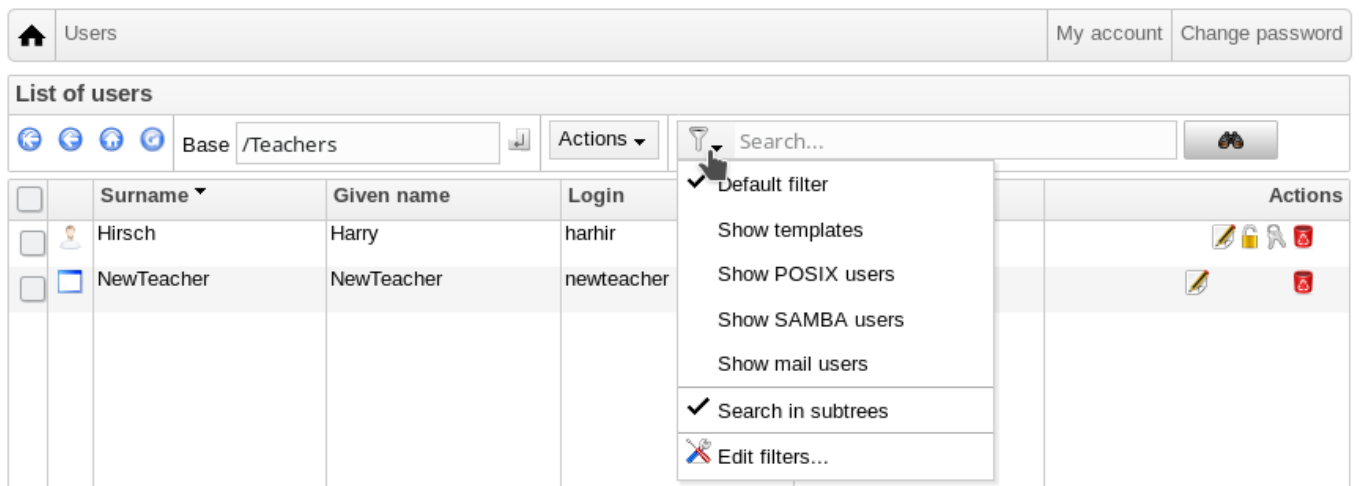 Users My account Change password
List of users
Base /Teachers Actions Search...
Surname Given name Login Actions
Default filter
Hirsch Harry harhir
Show templates
NewTeacher NewTeacher newteacher
Show POSIX users
Show SAMBA users
Show mail users
Search in subtrees
Edit filters...